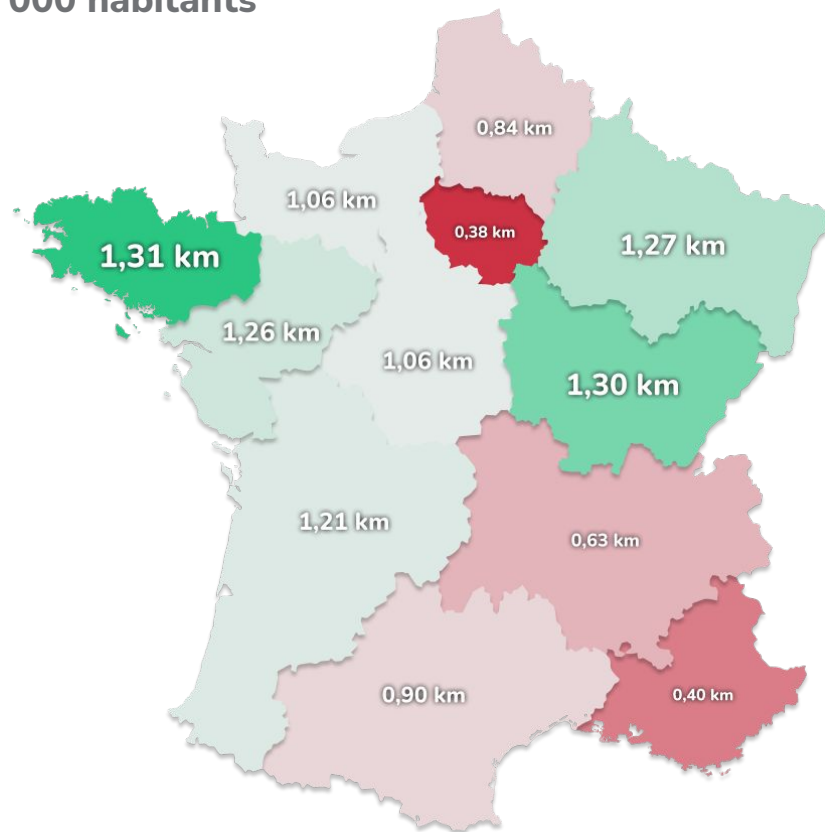 000 habitants
0,84 km
1,06 km
0,38 km
1,31 km
1,27 km
1,26 km
1,06 km
1,30 km
1,21 km
0,63 km
0,90 km
0,40 km